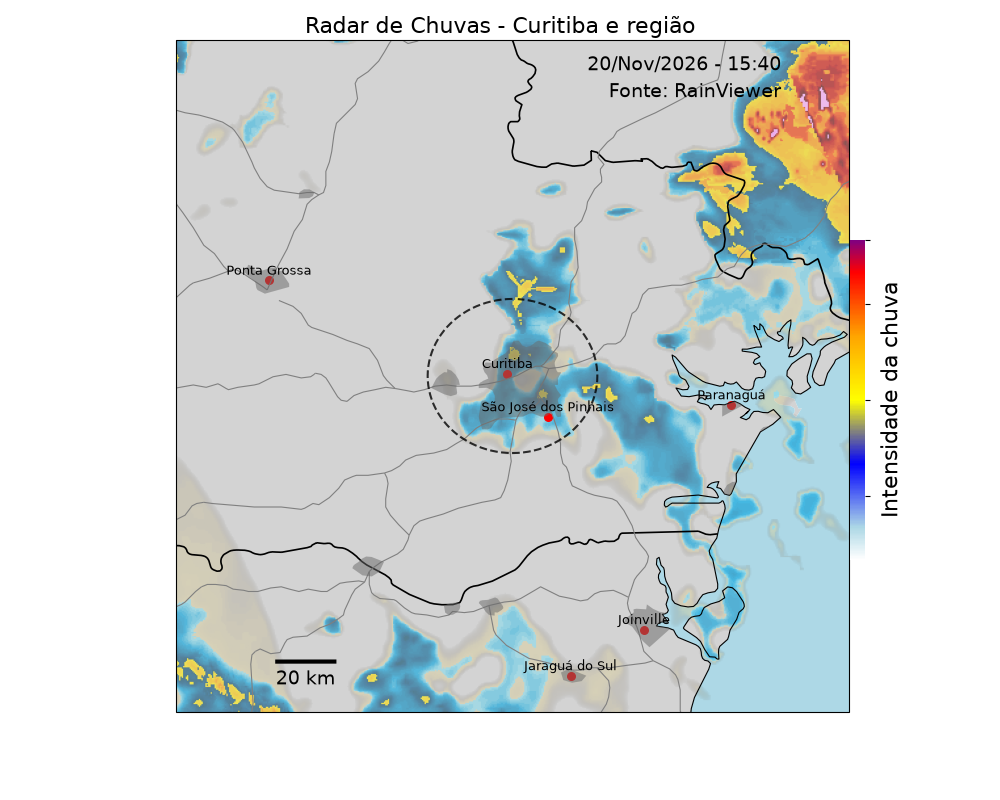 Radar de Chuvas - Curitiba e região
20/Nov/2026 - 15:40
Fonte: RainViewer
Ponta Grossa
Curitiba
Paranaguá
São José dos Pinhais
Intensidade da chuva
Joinville
Jaraguá do Sul
20 km